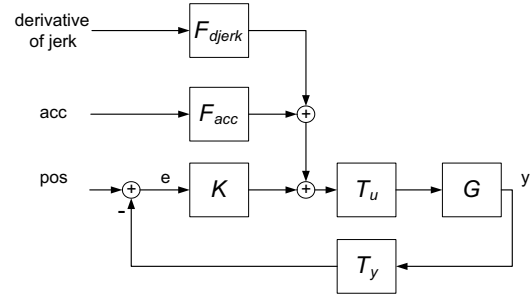 derivative
of jerk
F_djerk
acc
F_acc
+
pos
+
-
e
K
+
T_u
G
y
T_y